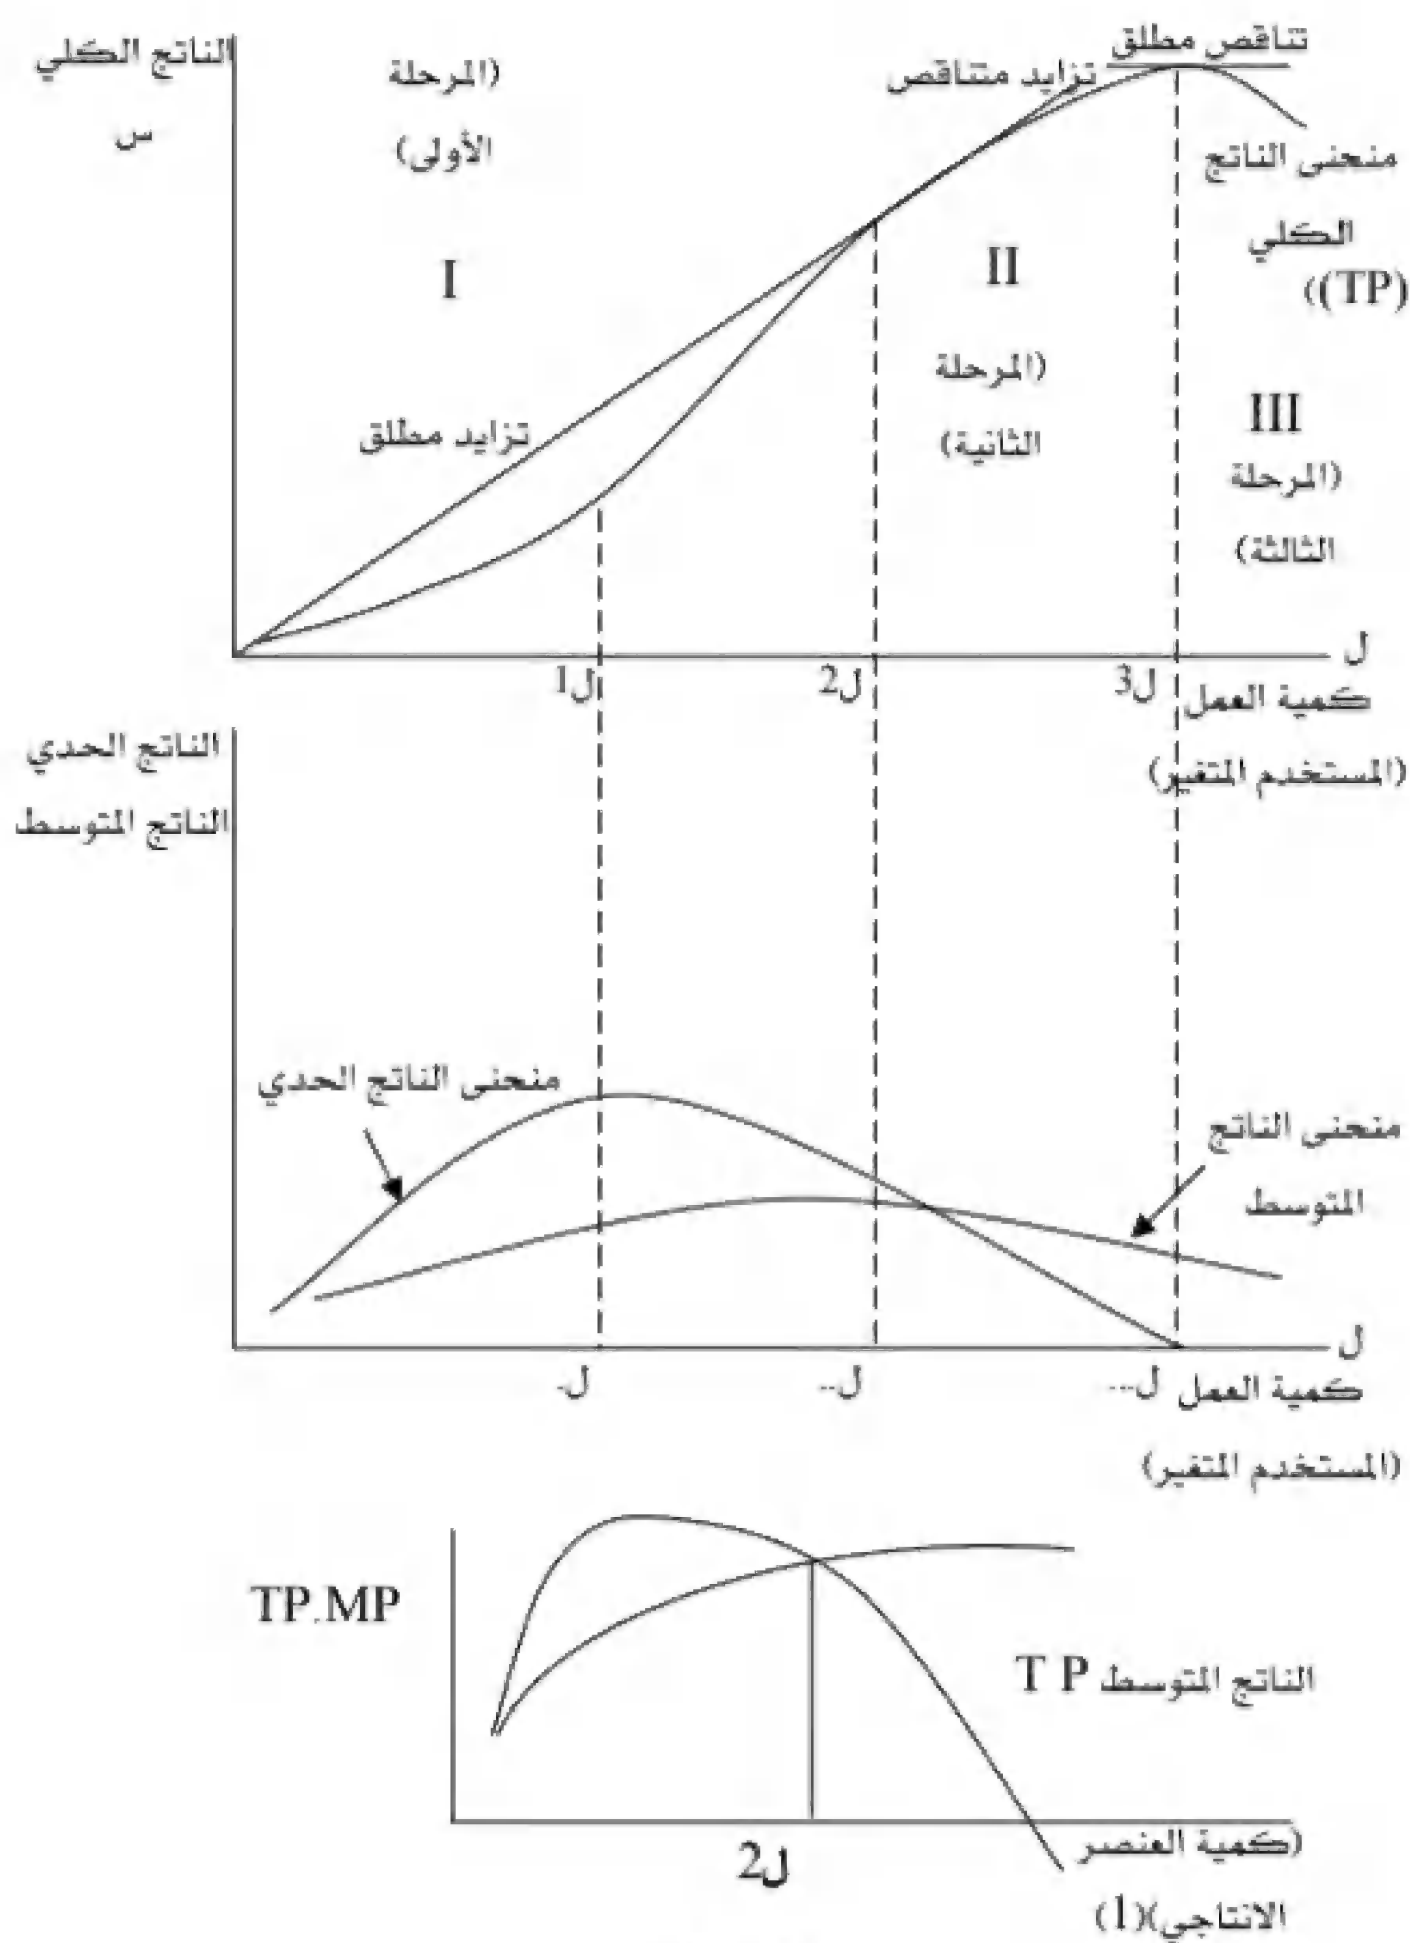 تناقص مطلق
الناتج الكلي
(المرحلة
تزايد متناقص
س
الأولى)
منحنى الناتج
الكلي
((TP)
I
II
(المرحلة
الثانية)
III
(المرحلة
الثالثة)
تزايد مطلق
ل
ل1
ل2
ل3
كمية العمل
(المستخدم المتغير)
الناتج الحدي
الناتج المتوسط
منحنى الناتج الحدي
منحنى الناتج
المتوسط
ل
ل.
ل..
ل...
كمية العمل
(المستخدم المتغير)
TP.MP
الناتج المتوسط T P
ل2
(كمية العنصر
الانتاجي)(1)